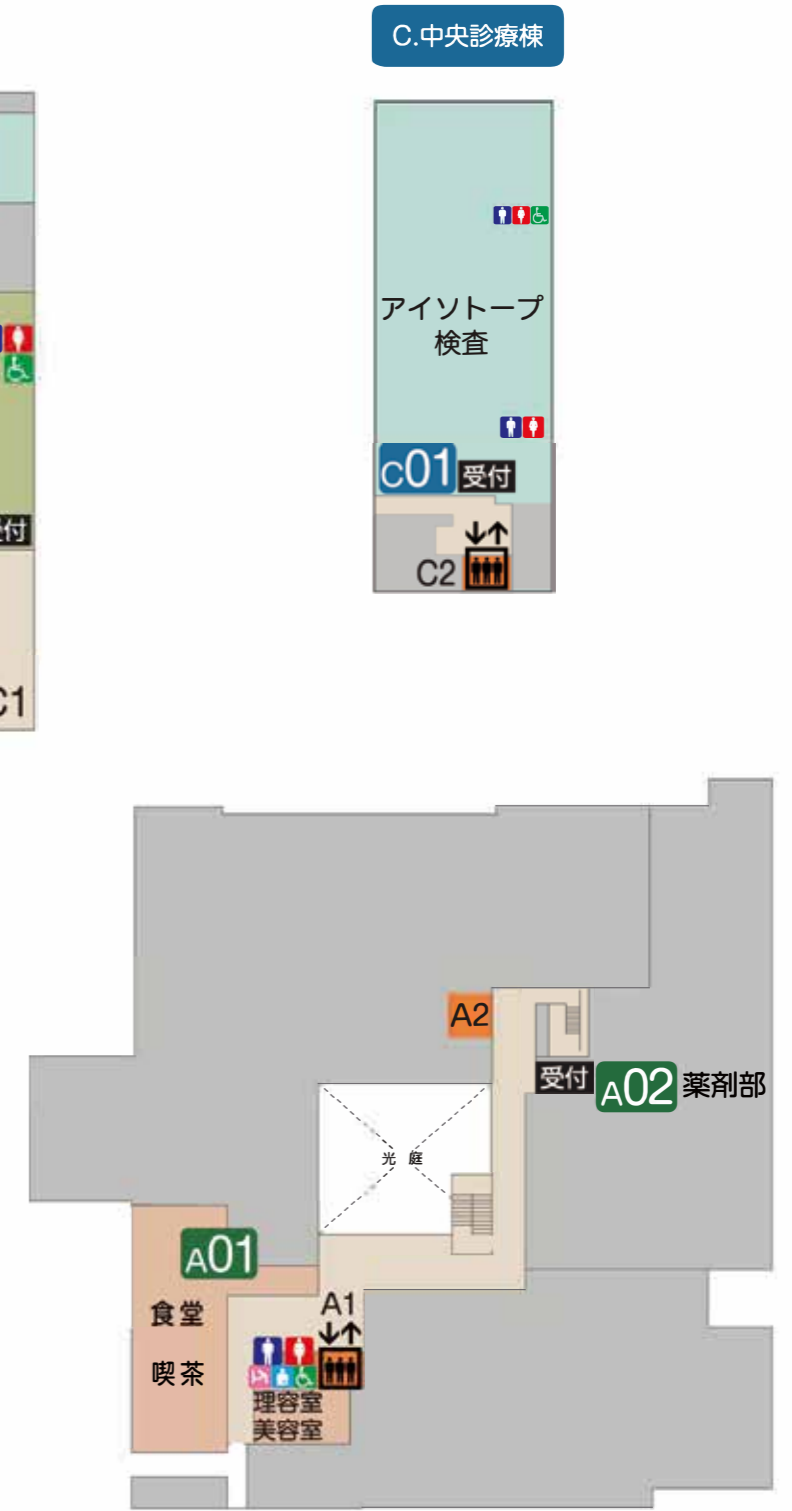 C.中央診療棟
アイソトープ
検査
C01 受付
C2
C1
A2
受付 A02 薬剤部
光庭
A01
食堂
喫茶
A1
理容室
美容室